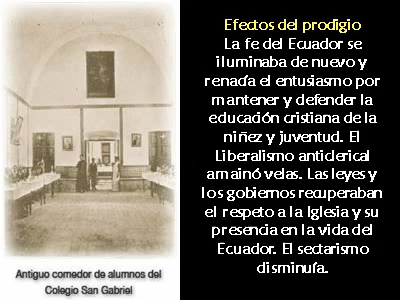 Efectos del prodigio
La fe del Ecuador se
iluminaba de nuevo y
renacía el entusiasmo por
mantener y defender la
educación cristiana de la
niñez y juventud. El
Liberalismo anticlerical
amainó velas. Las leyes y
los gobiernos recuperaban
el respeto a la Iglesia y su
presencia en la vida del
Ecuador. El sectarismo
disminuía.
Antiguo comedor de alumnos del
Colegio San Gabriel